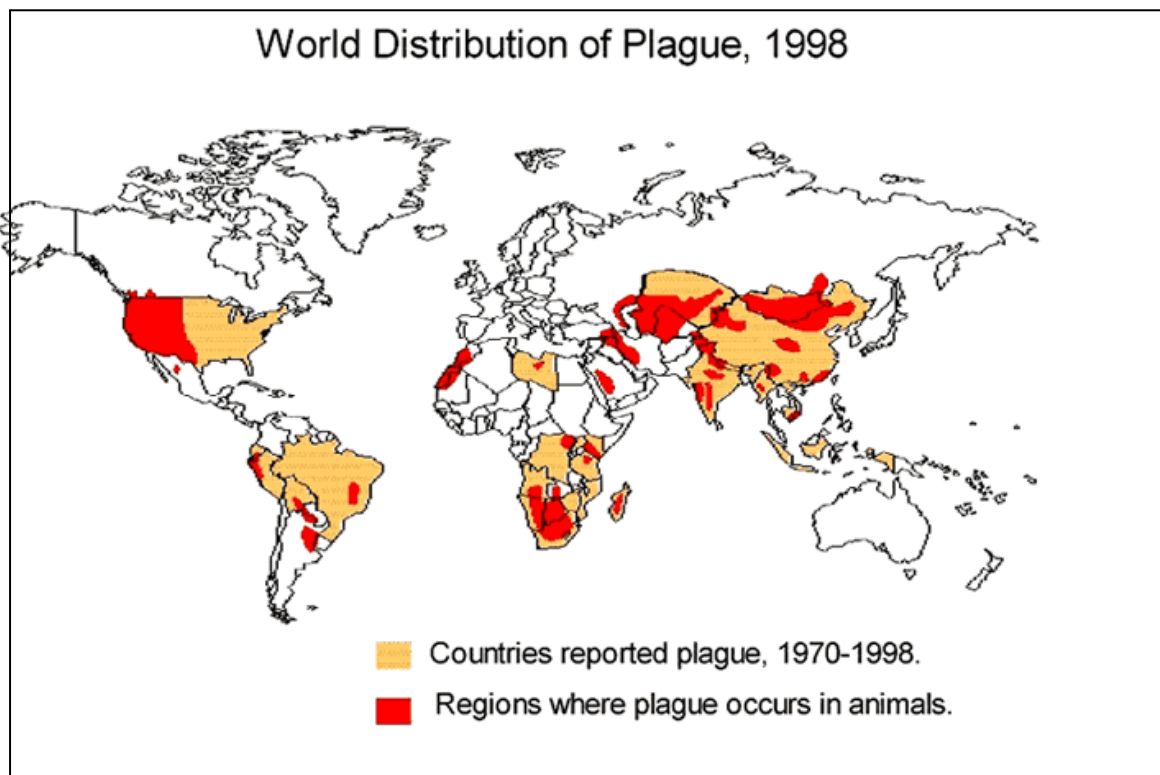 World Distribution of Plague, 1998
Countries reported plague, 1970-1998.
Regions where plague occurs in animals.